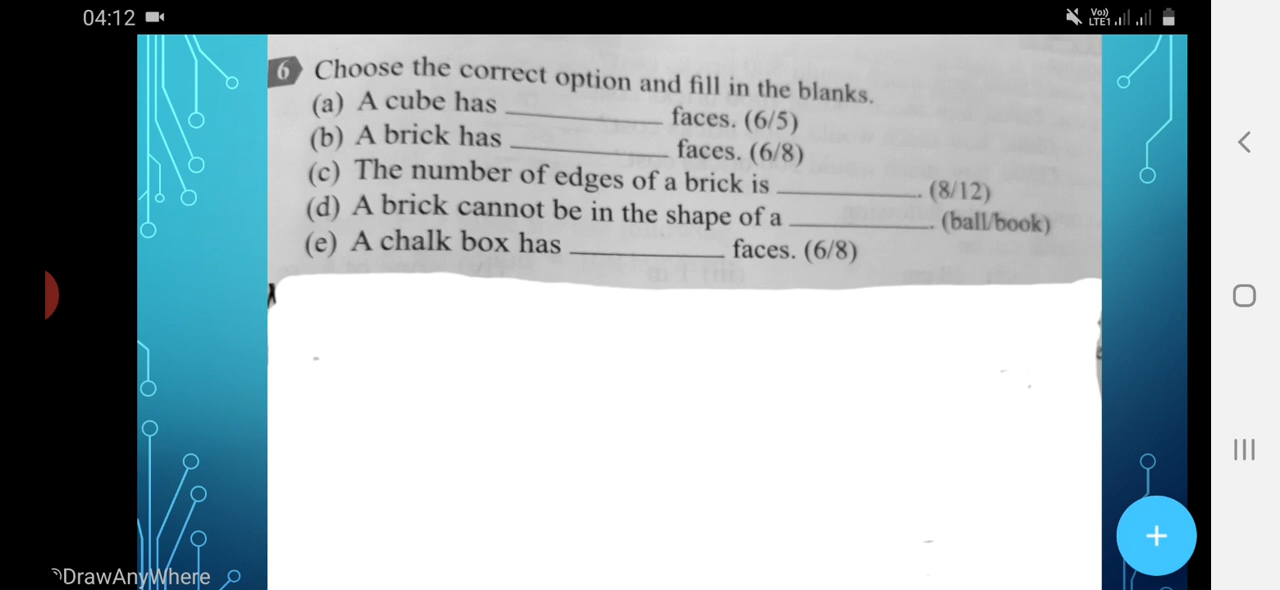 04:12
Vo))
LTE1
6 Choose the correct option and fill in the blanks.
(a) A cube has __________ faces. (6/5)
(b) A brick has __________ faces. (6/8)
(c) The number of edges of a brick is __________. (8/12)
(d) A brick cannot be in the shape of a __________. (ball/book)
(e) A chalk box has __________ faces. (6/8)
DrawAnyWhere